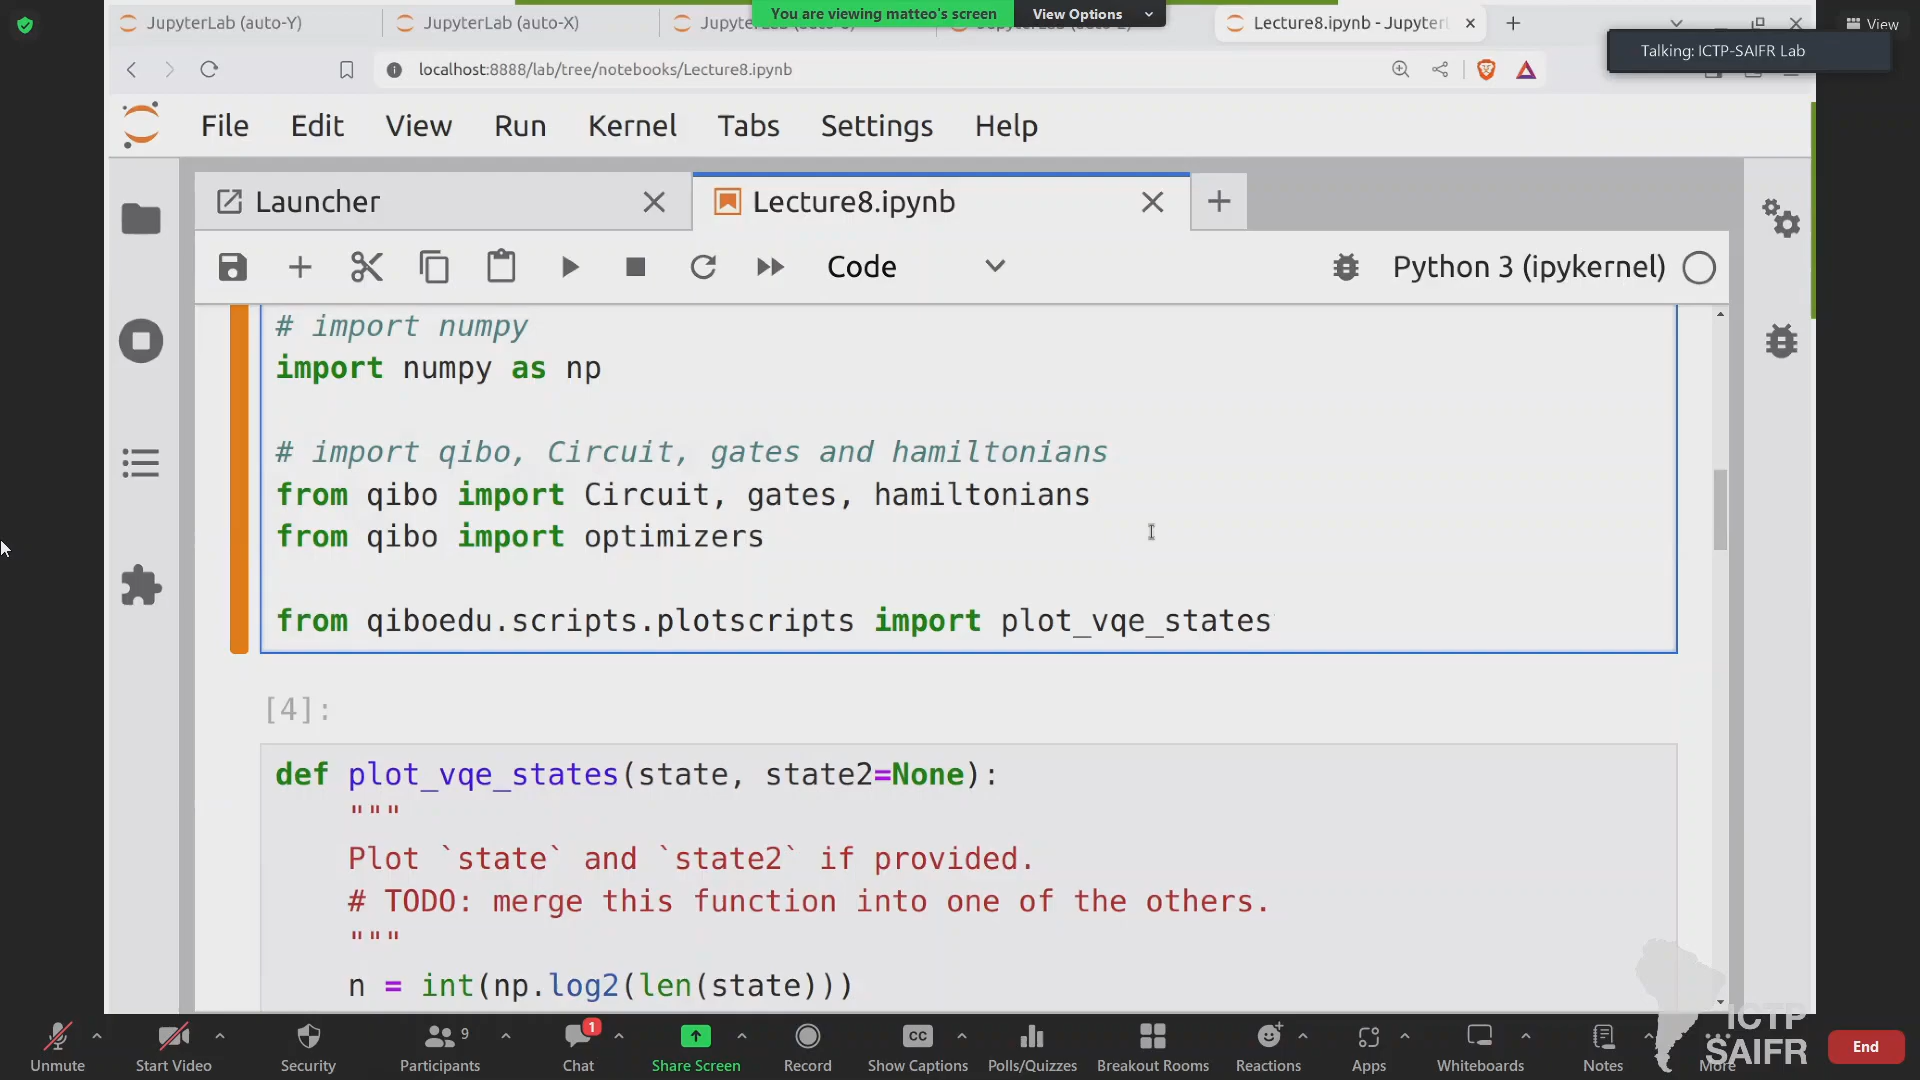 JupyterLab (auto-Y)
JupyterLab (auto-X)
You are viewing matteo's screen
View Options
Lecture8.ipynb - Jupyter
View
Talking: ICTP-SAIFR Lab
localhost:8888/lab/tree/notebooks/Lecture8.ipynb
File Edit View Run Kernel Tabs Settings Help
Launcher
Lecture8.ipynb
Code
Python 3 (ipykernel)
# import numpy
import numpy as np
# import qibo, Circuit, gates and hamiltonians
from qibo import Circuit, gates, hamiltonians
from qibo import optimizers
from qiboedu.scripts.plotscripts import plot_vqe_states
[4]:
def plot_vqe_states(state, state2=None):
"""
Plot `state` and `state2` if provided.
# TODO: merge this function into one of the others.
"""
n = int(np.log2(len(state)))
ICTP
SAIFR
9
1
CC
Unmute
Start Video
Security
Participants
Chat
Share Screen
Record
Show Captions
Polls/Quizzes
Breakout Rooms
Reactions
Apps
Whiteboards
Notes
More
End